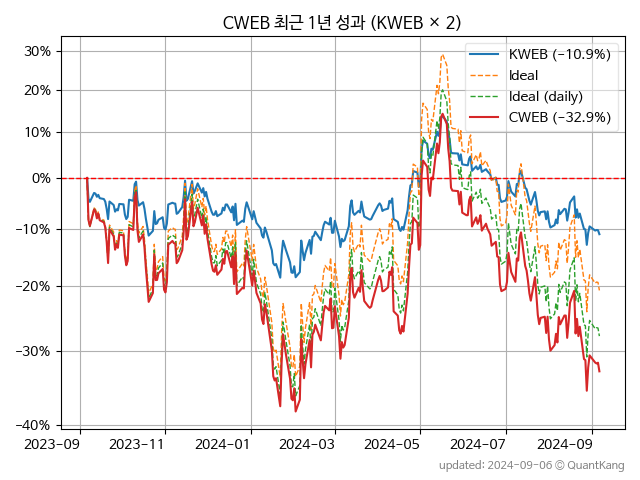 CWEB 최근 1년 성과 (KWEB × 2)
KWEB (−10.9%)
Ideal
Ideal (daily)
CWEB (−32.9%)
30%
20%
10%
0%
−10%
−20%
−30%
−40%
2023-09
2023-11
2024-01
2024-03
2024-05
2024-07
2024-09
updated: 2024-09-06 © QuantKang